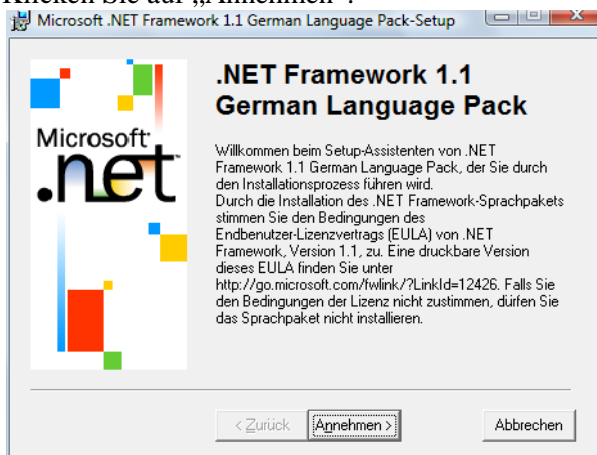 Klicken Sie auf „Annehmen“.
Microsoft .NET Framework 1.1 German Language Pack-Setup
.NET Framework 1.1
German Language Pack
Microsoft
.net
Willkommen beim Setup-Assistenten von .NET
Framework 1.1 German Language Pack, der Sie durch
den Installationsprozess führen wird.
Durch die Installation des .NET Framework-Sprachpakets
stimmen Sie den Bedingungen des
Endbenutzer-Lizenzvertrags (EULA) von .NET
Framework, Version 1.1, zu. Eine druckbare Version
dieses EULA finden Sie unter
http://go.microsoft.com/fwlink/?LinkId=12426. Falls Sie
den Bedingungen der Lizenz nicht zustimmen, dürfen Sie
das Sprachpaket nicht installieren.
< Zurück
Annehmen >
Abbrechen